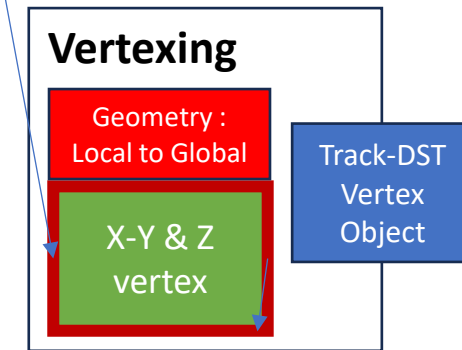 Vertexing
Geometry :
Local to Global
X-Y & Z
vertex
Track-DST
Vertex
Object